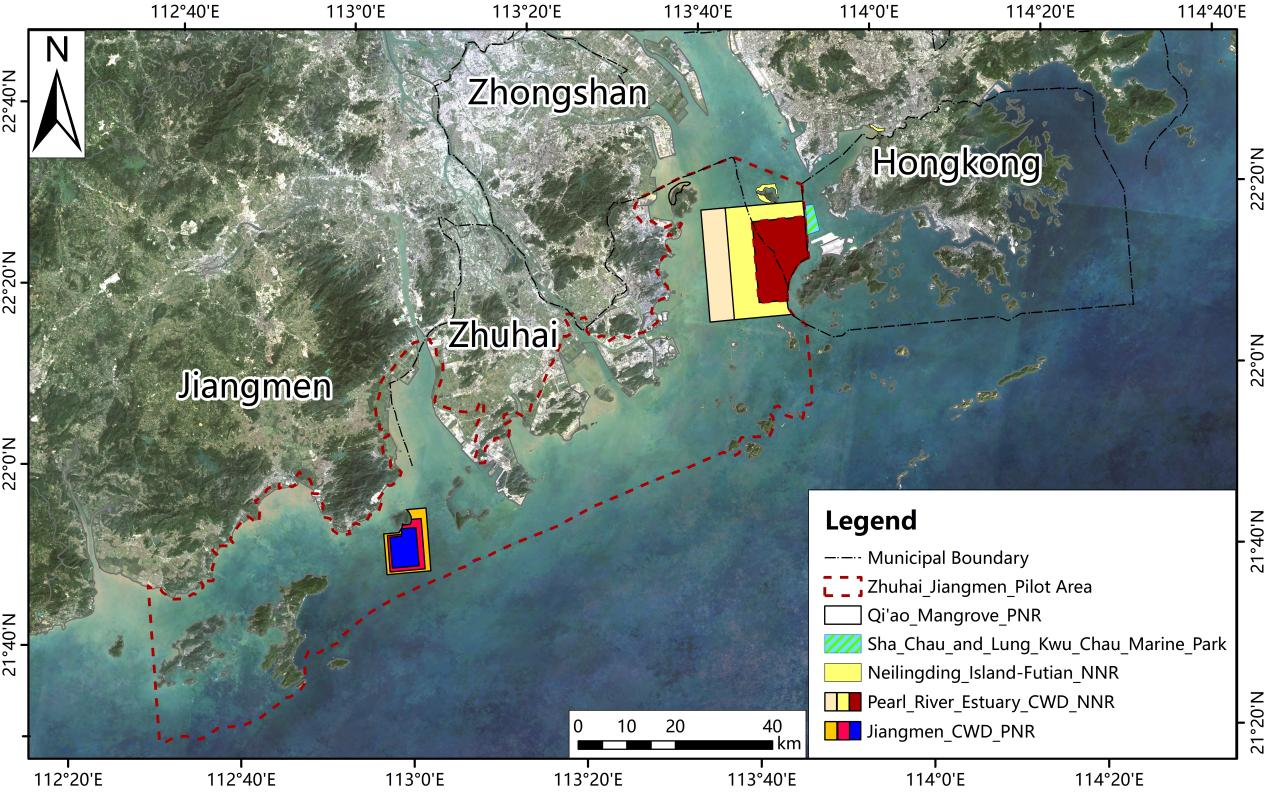 112°40'E 113°0'E 113°20'E 113°40'E 114°0'E 114°20'E 114°40'E
N
22°40'N
22°20'N
22°0'N
21°40'N
Zhongshan
Hongkong
Zhuhai
Jiangmen
22°20'N
22°0'N
21°40'N
21°20'N
Legend
Municipal Boundary
Zhuhai_Jiangmen_Pilot Area
Qi'ao_Mangrove_PNR
Sha_Chau_and_Lung_Kwu_Chau_Marine_Park
Neilingding_Island-Futian_NNR
Pearl_River_Estuary_CWD_NNR
Jiangmen_CWD_PNR
0 10 20 40
km
112°20'E 112°40'E 113°0'E 113°20'E 113°40'E 114°0'E 114°20'E